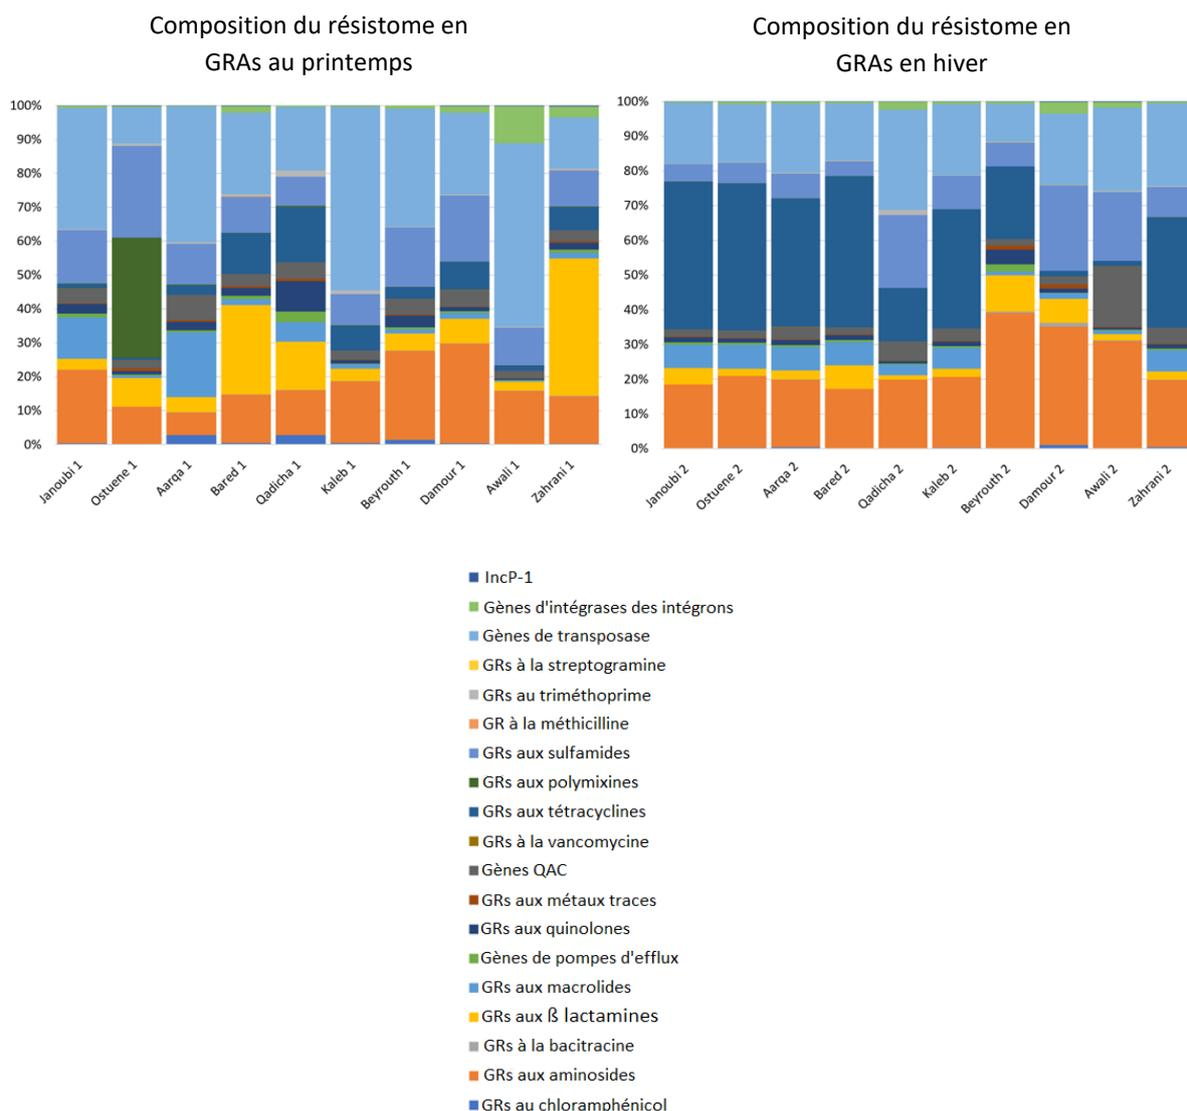 Composition du résistome en
GRAs au printemps
100%
90%
80%
70%
60%
50%
40%
30%
20%
10%
0%
Janoubi 1
Ostuene 1
Aarqa 1
Bared 1
Qadicha 1
Kaleb 1
Beyrouth 1
Damour 1
Awali 1
Zahrani 1
Composition du résistome en
GRAs en hiver
100%
90%
80%
70%
60%
50%
40%
30%
20%
10%
0%
Janoubi 2
Ostuene 2
Aarqa 2
Bared 2
Qadicha 2
Kaleb 2
Beyrouth 2
Damour 2
Awali 2
Zahrani 2
IncP-1
Gènes d'intégrases des intégrons
Gènes de transposase
GRs à la streptogramine
GRs au triméthoprime
GR à la méthicilline
GRs aux sulfamides
GRs aux polymixines
GRs aux tétracyclines
GRs à la vancomycine
Gènes QAC
GRs aux métaux traces
GRs aux quinolones
Gènes de pompes d'efflux
GRs aux macrolides
GRs aux ß lactamines
GRs à la bacitracine
GRs aux aminosides
GRs au chloramphénicol